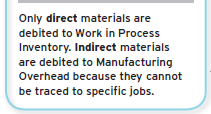 Only direct materials are
debited to Work in Process
Inventory. Indirect materials
are debited to Manufacturing
Overhead because they cannot
be traced to specific jobs.